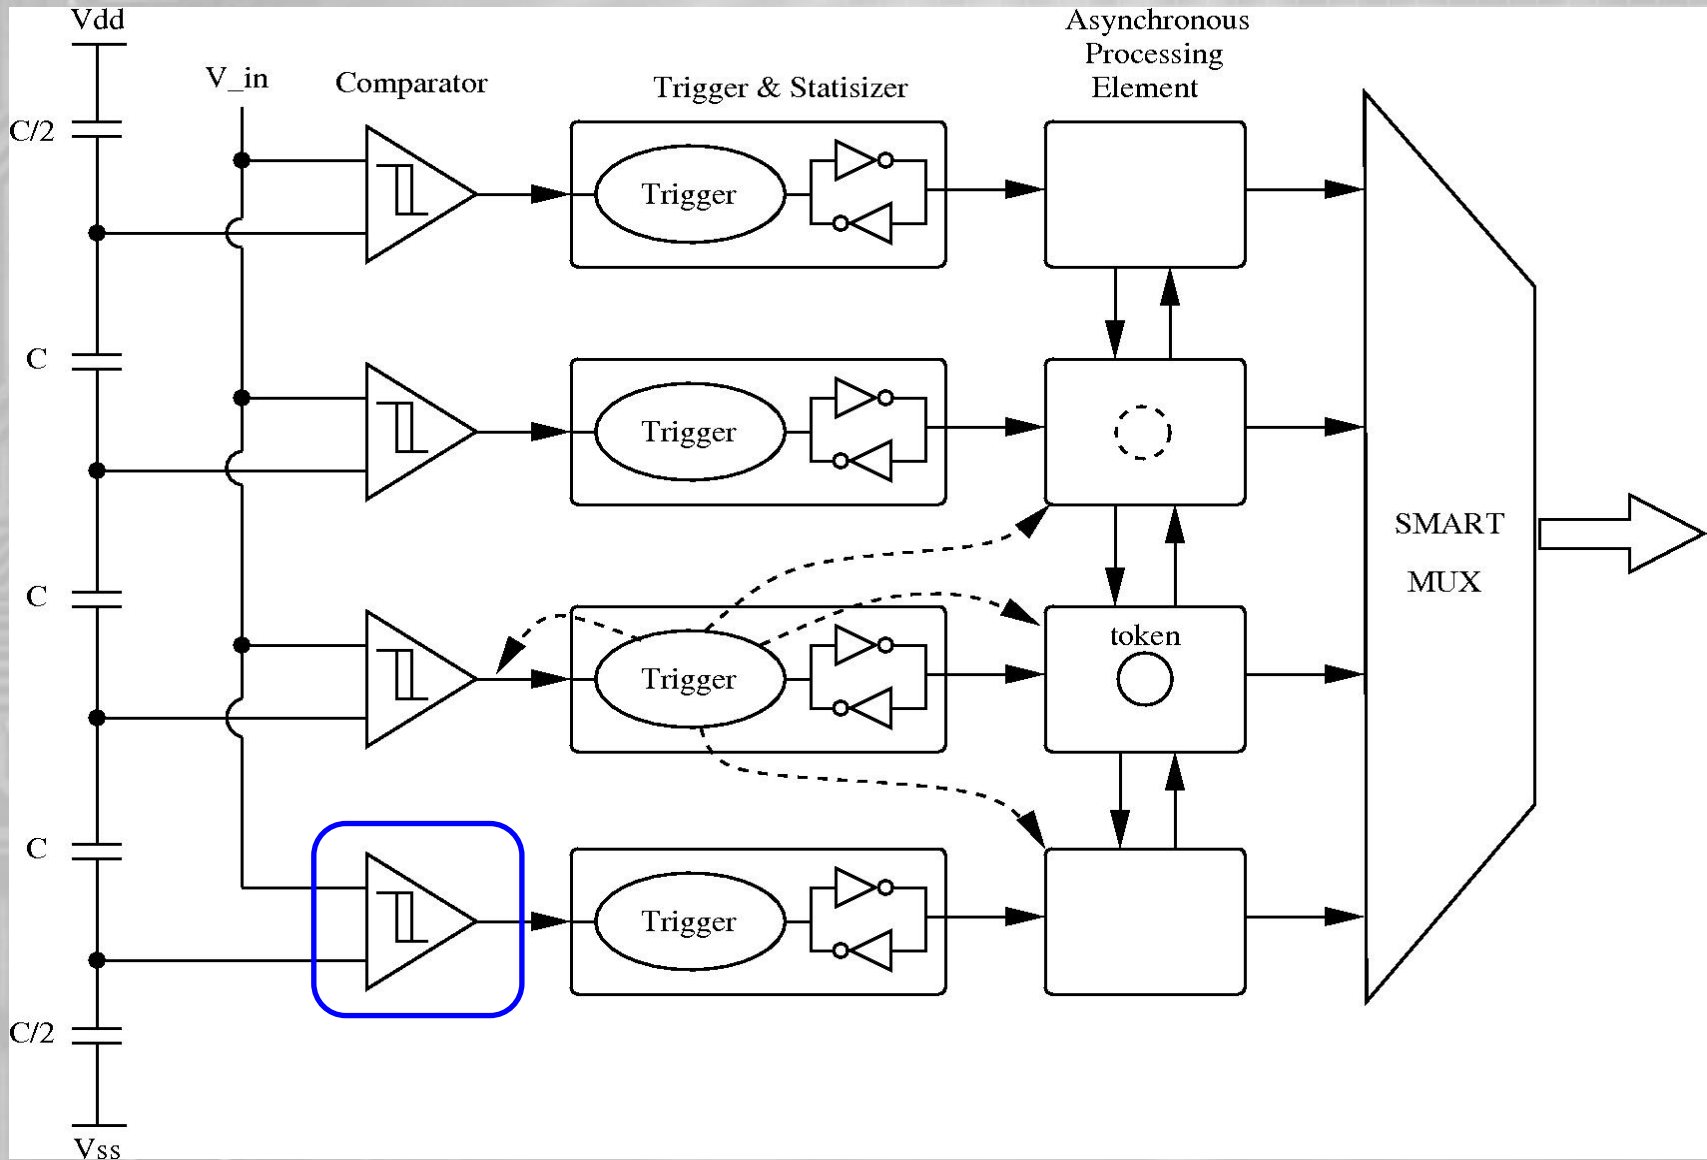 Vdd
V_in
Comparator
Trigger & Statisizer
Asynchronous
Processing
Element
C/2
Trigger
C
Trigger
C
SMART
MUX
token
Trigger
C
Trigger
C/2
Vss